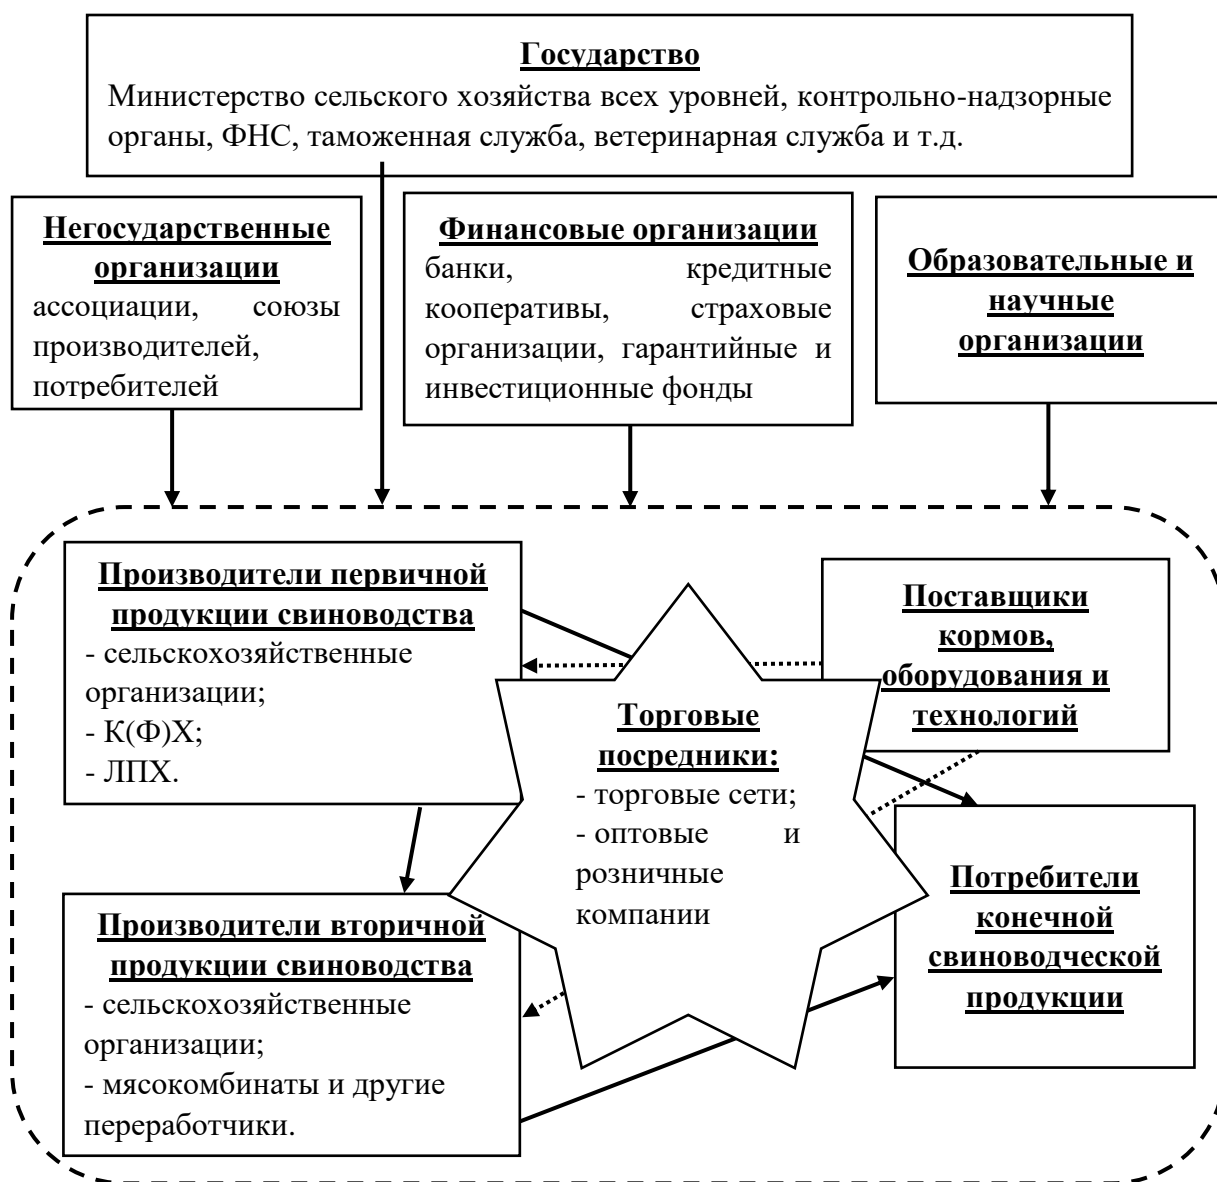 Государство
Министерство сельского хозяйства всех уровней, контрольно-надзорные
органы, ФНС, таможенная служба, ветеринарная служба и т.д.
Негосударственные
организации
ассоциации, союзы
производителей,
потребителей
Финансовые организации
банки, кредитные
кооперативы, страховые
организации, гарантийные и
инвестиционные фонды
Образовательные и
научные
организации
Производители первичной
продукции свиноводства
- сельскохозяйственные
организации;
- К(Ф)Х;
- ЛПХ.
Поставщики
кормов,
оборудования и
технологий
Торговые
посредники:
- торговые сети;
- оптовые и
розничные
компании
Производители вторичной
продукции свиноводства
- сельскохозяйственные
организации;
- мясокомбинаты и другие
переработчики.
Потребители
конечной
свиноводческой
продукции